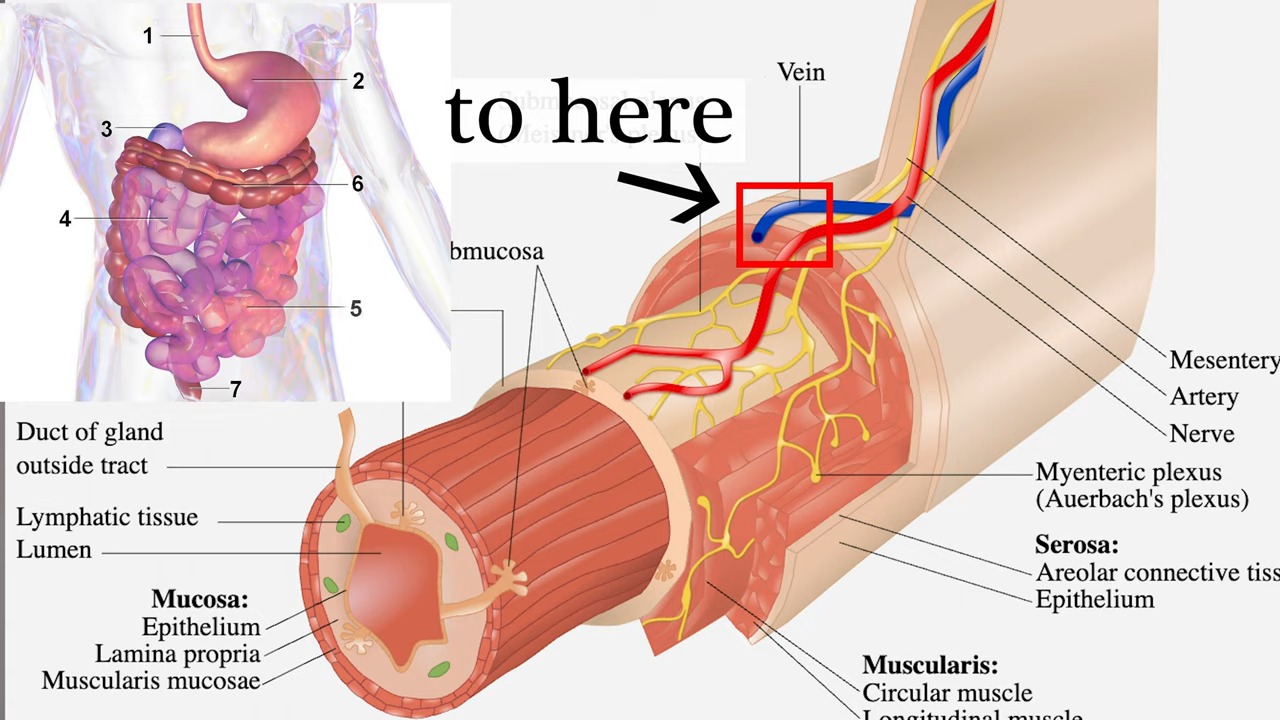 1
2
3
6
4
5
7
to here
Vein
bmucosa
Mesentery
Artery
Nerve
Myenteric plexus
(Auerbach's plexus)
Serosa:
Areolar connective tiss
Epithelium
Duct of gland
outside tract
Lymphatic tissue
Lumen
Mucosa:
Epithelium
Lamina propria
Muscularis mucosae
Muscularis:
Circular muscle
Longitudinal muscle